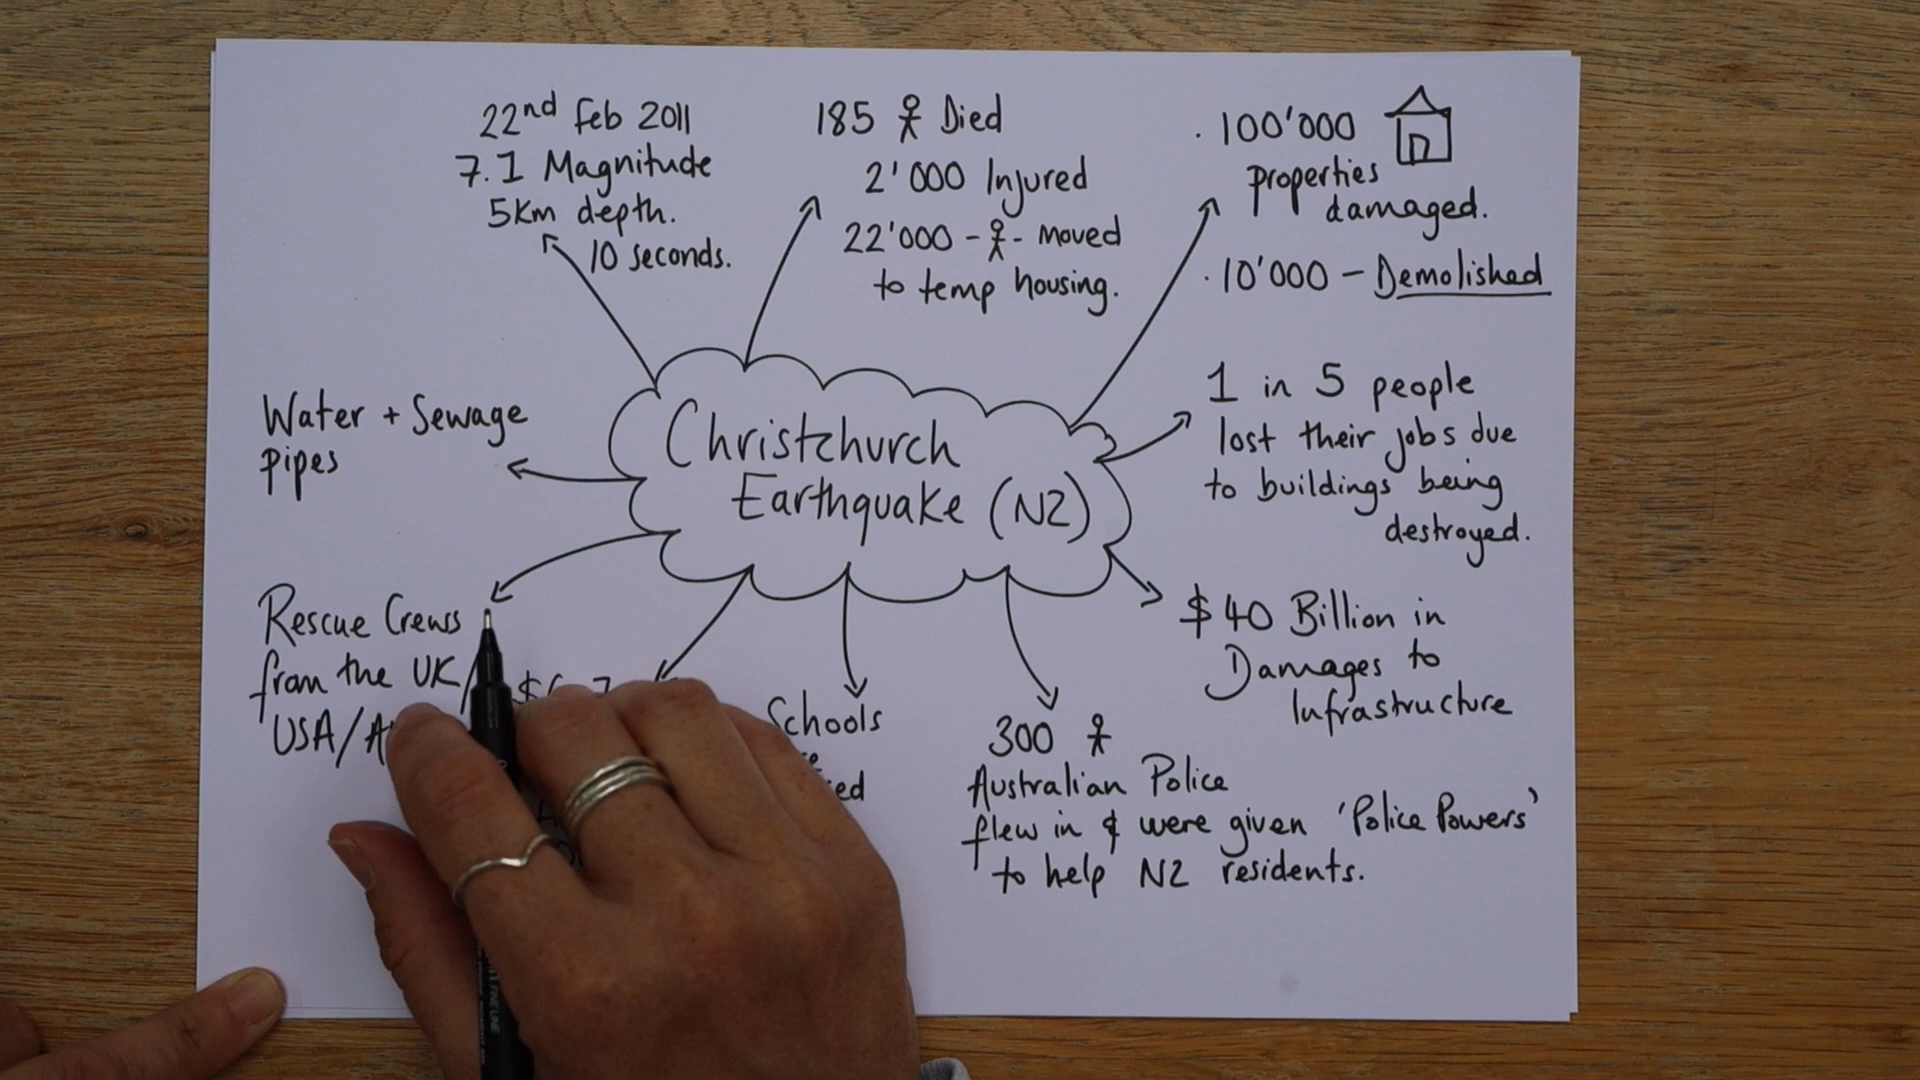 22nd Feb 2011
7.1 Magnitude
5km depth.
10 seconds.
185 Died
2'000 Injured
22'000 - - moved
to temp housing.
. 100'000
properties
damaged.
. 10'000 - Demolished
Water + Sewage
pipes
Christchurch
Earthquake (NZ)
1 in 5 people
lost their jobs due
to buildings being
destroyed.
Rescue Crews
from the UK/
USA/
$40 Billion in
Damages to
Infrastructure
Schools
300
Australian Police
flew in & were given 'Police Powers'
to help NZ residents.
FINE LINE